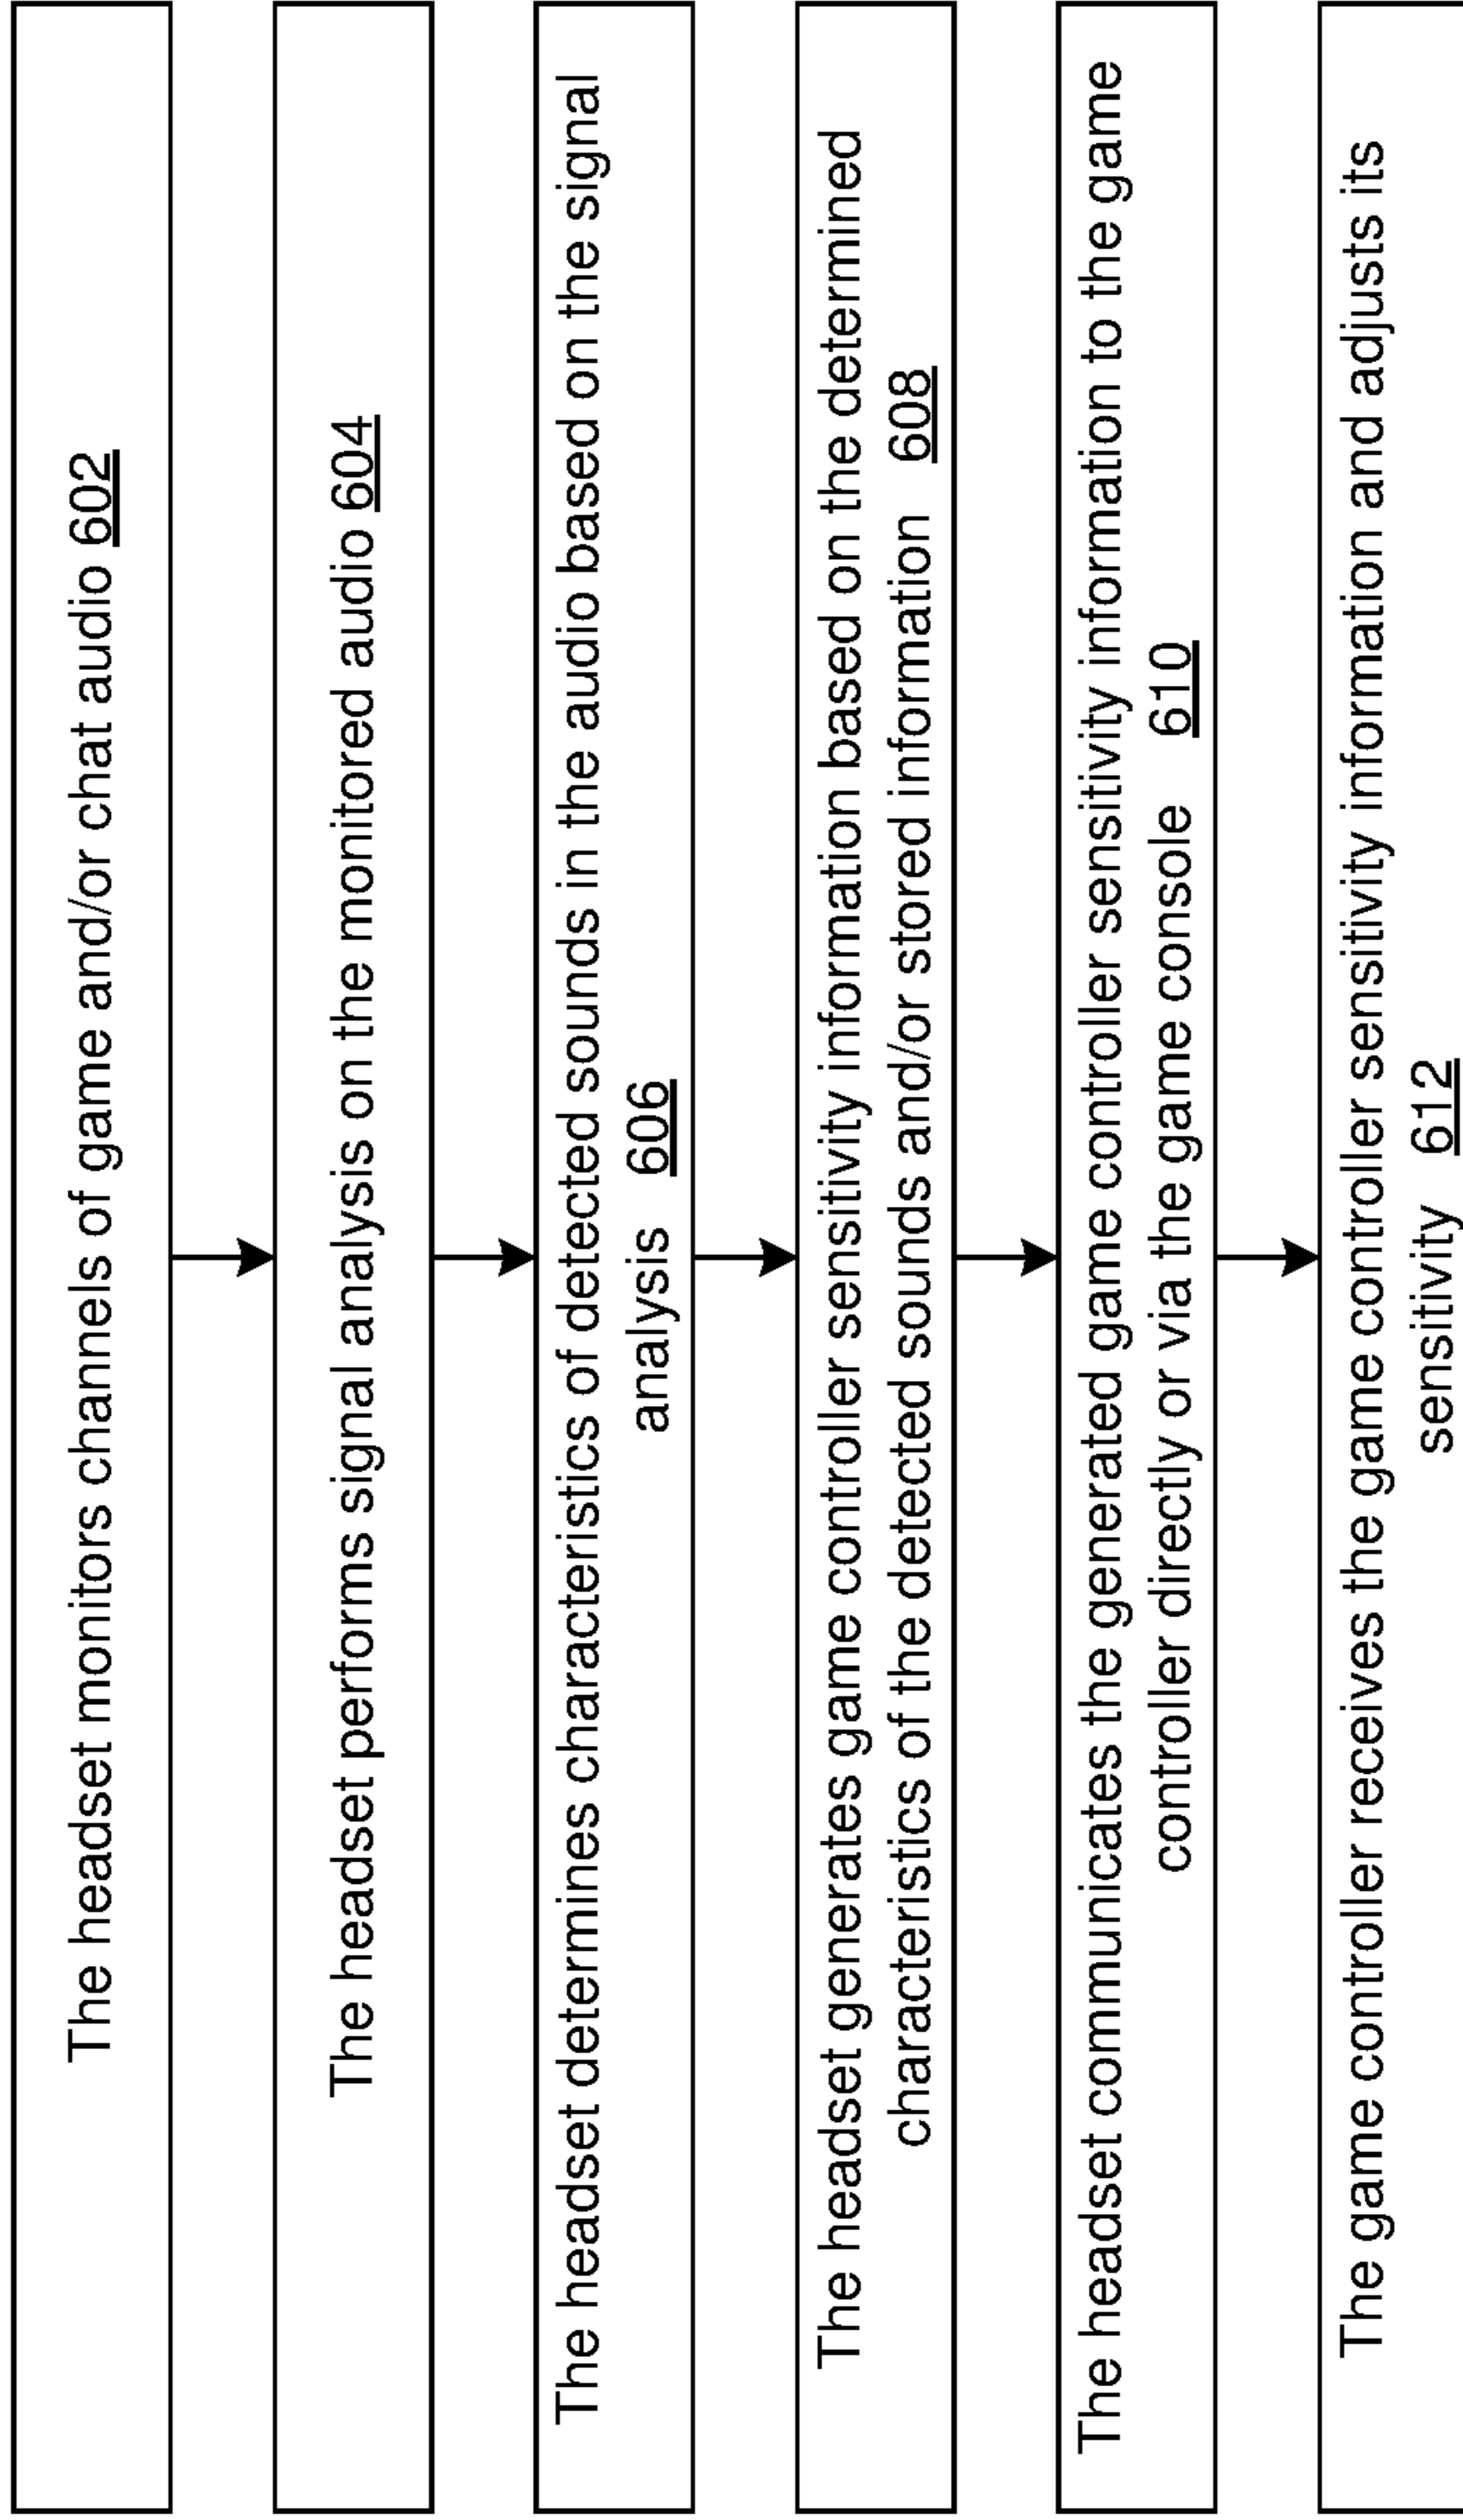 The headset monitors channels of game and/or chat audio 602
The headset performs signal analysis on the monitored audio 604
The headset determines characteristics of detected sounds in the audio based on the signal
analysis 606
The headset generates game controller sensitivity information based on the determined
characteristics of the detected sounds and/or stored information 608
The headset communicates the generated game controller sensitivity information to the game
controller directly or via the game console 610
The game controller receives the game controller sensitivity information and adjusts its
sensitivity 612